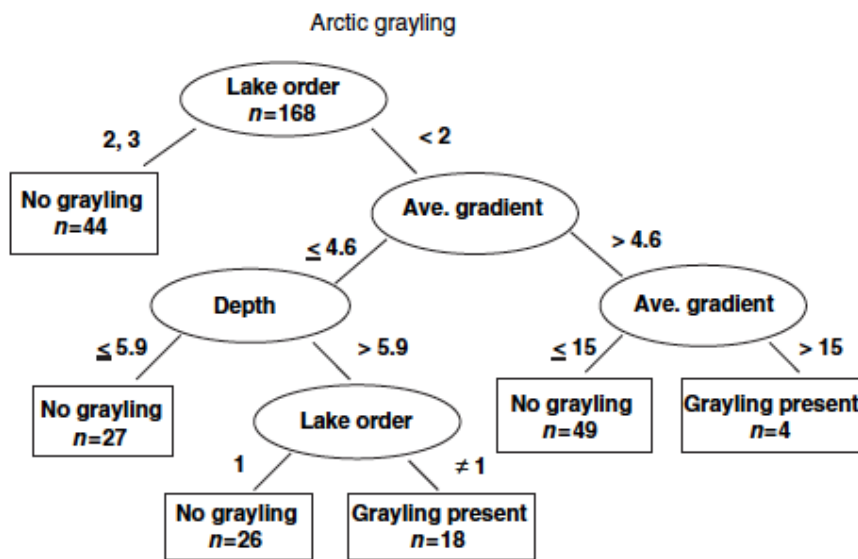 Arctic grayling
Lake order
n=168
2, 3
< 2
No grayling
n=44
Ave. gradient
≤ 4.6
> 4.6
Depth
Ave. gradient
≤ 5.9
> 5.9
≤ 15
> 15
No grayling
n=27
Lake order
No grayling
n=49
Grayling present
n=4
1
≠ 1
No grayling
n=26
Grayling present
n=18